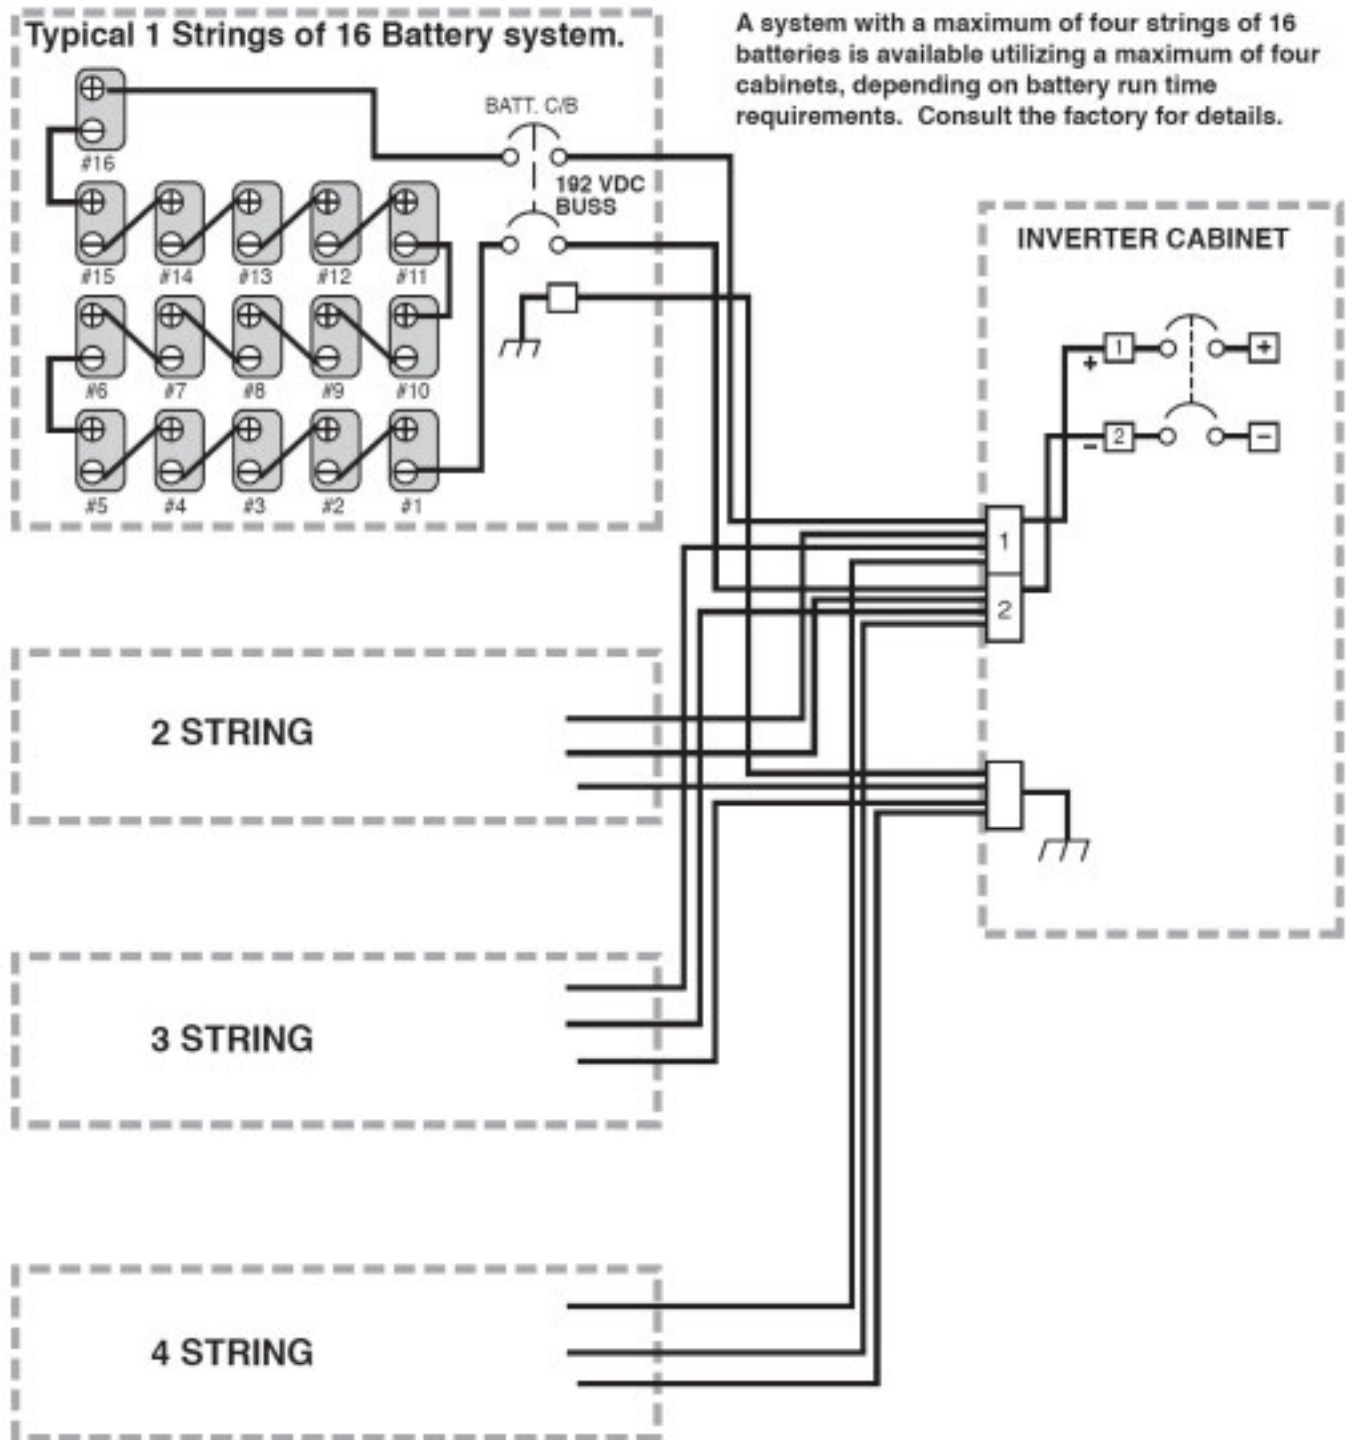 Typical 1 Strings of 16 Battery system.
A system with a maximum of four strings of 16
batteries is available utilizing a maximum of four
cabinets, depending on battery run time
requirements. Consult the factory for details.
BATT. C/B
192 VDC
BUSS
#16
#15 #14 #13 #12 #11
#6 #7 #8 #9 #10
#5 #4 #3 #2 #1
INVERTER CABINET
+ 1 +
- 2 -
1
2
2 STRING
3 STRING
4 STRING